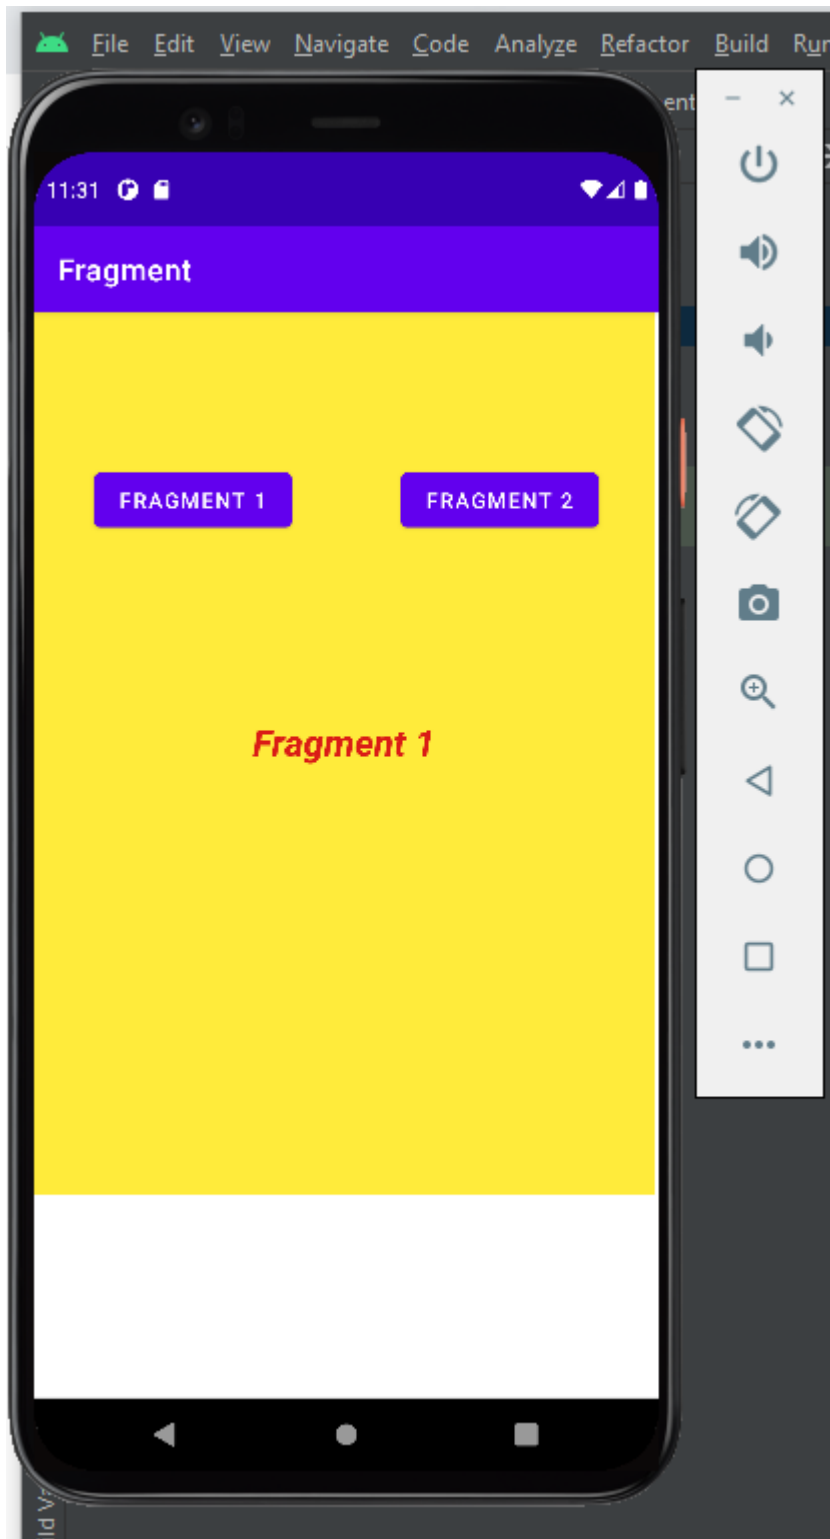 File Edit View Navigate Code Analyze Refactor Build Run
ent
11:31
Fragment
FRAGMENT 1 FRAGMENT 2
Fragment 1